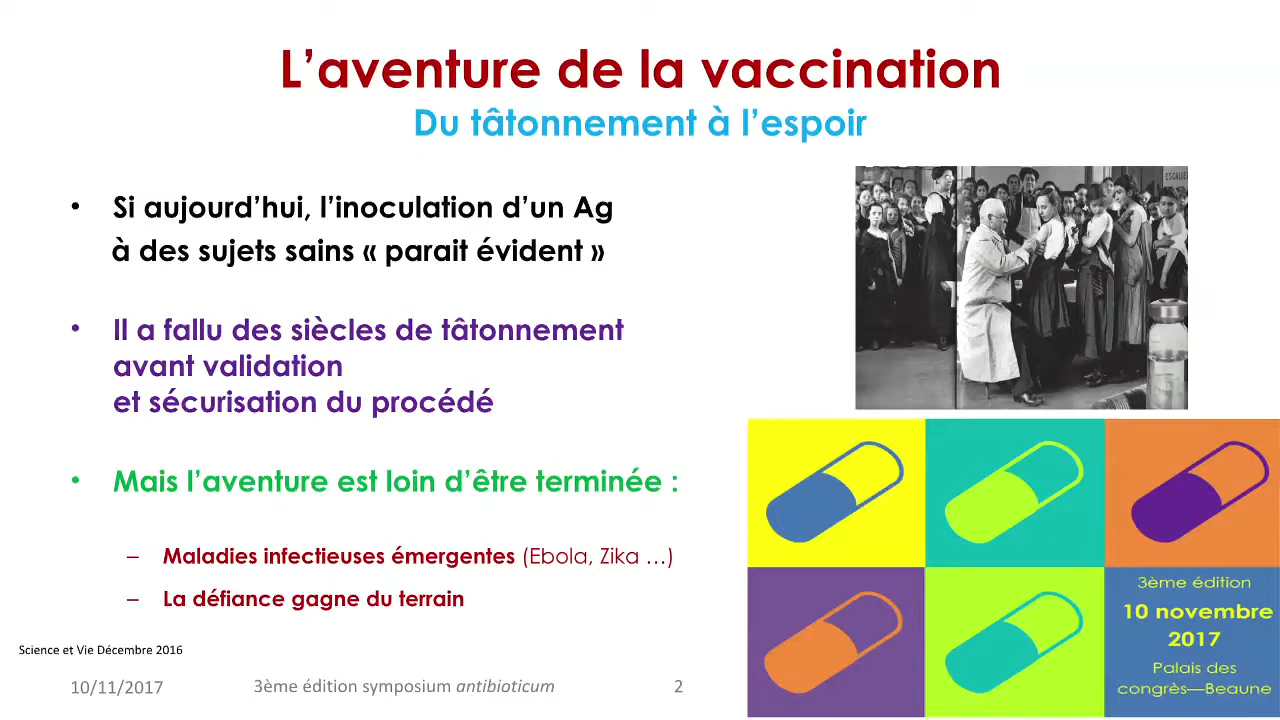 L’aventure de la vaccination
Du tâtonnement à l’espoir
• Si aujourd’hui, l’inoculation d’un Ag
à des sujets sains « parait évident »
• Il a fallu des siècles de tâtonnement
avant validation
et sécurisation du procédé
• Mais l’aventure est loin d’être terminée :
– Maladies infectieuses émergentes (Ebola, Zika …)
– La défiance gagne du terrain
Science et Vie Décembre 2016
10/11/2017
3ème édition symposium antibioticum
2
ESCALIER
3ème édition
10 novembre
2017
Palais des
congrès—Beaune